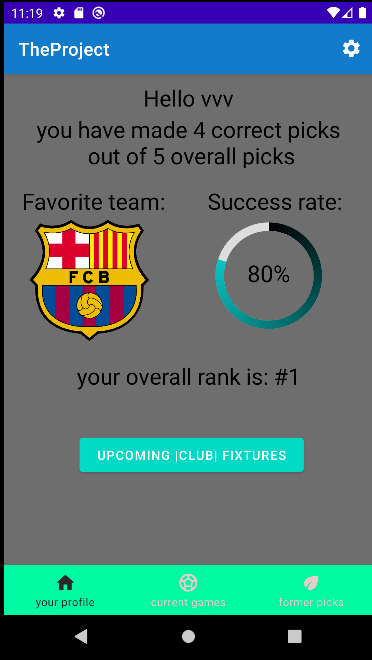 11:19
TheProject
Hello vvv
you have made 4 correct picks
out of 5 overall picks
Favorite team:
Success rate:
FCB
80%
your overall rank is: #1
UPCOMING |CLUB| FIXTURES
your profile
current games
former picks